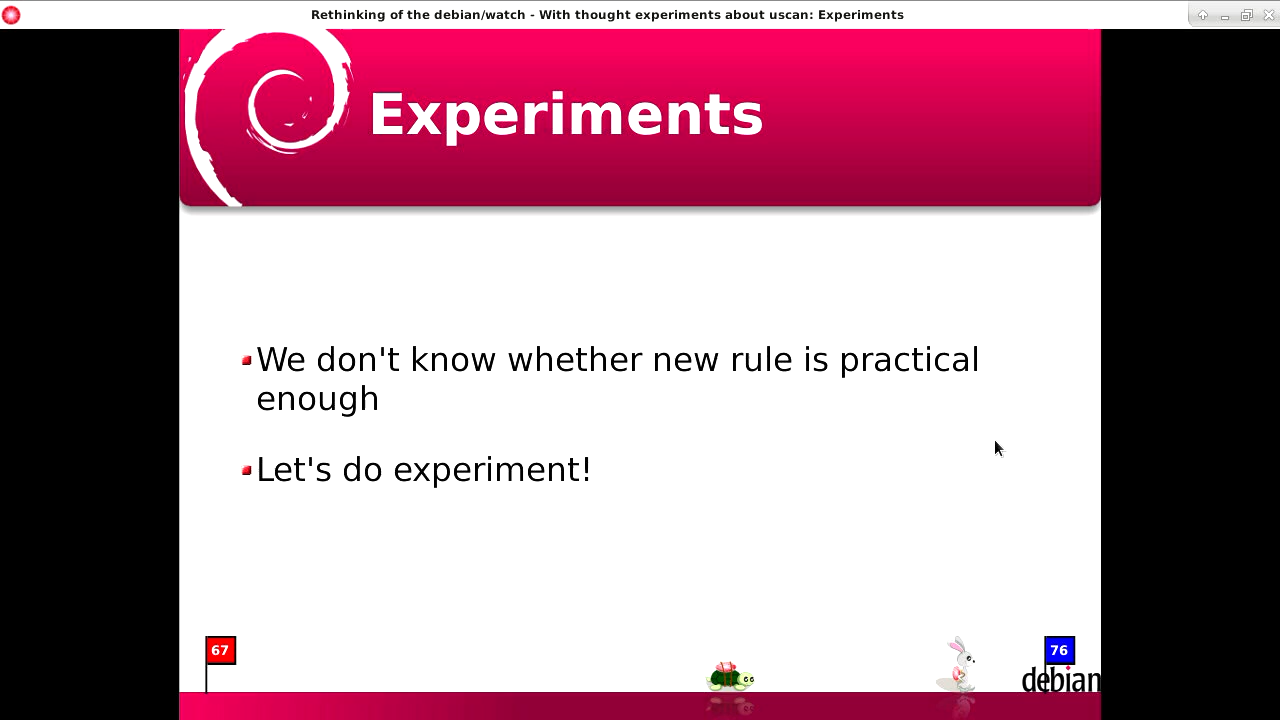 Rethinking of the debian/watch - With thought experiments about uscan: Experiments
Experiments
We don't know whether new rule is practical
enough
Let's do experiment!
67
76
debian